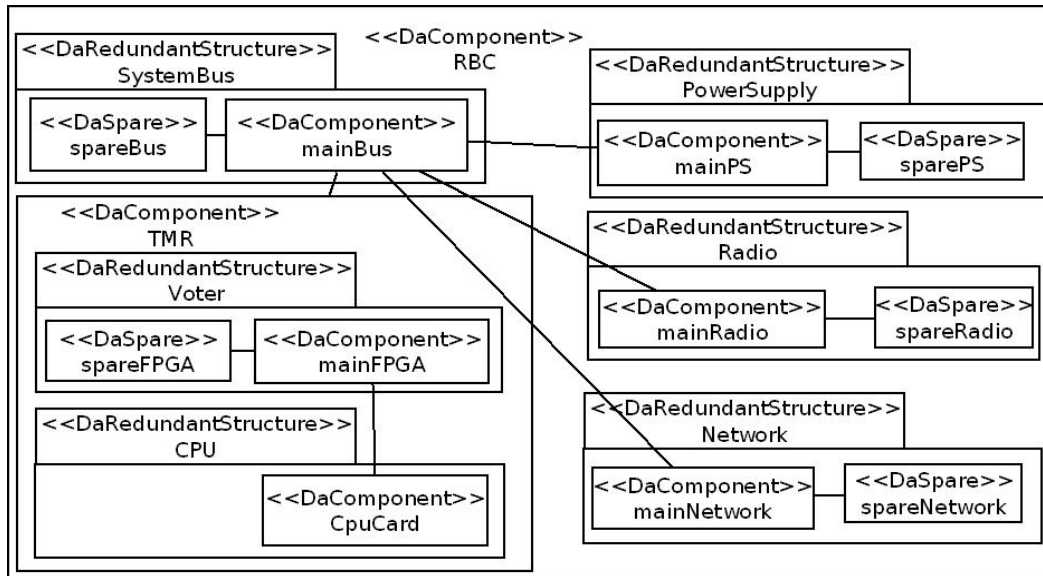 <<DaComponent>>
RBC
<<DaRedundantStructure>>
SystemBus
<<DaSpare>>
spareBus
<<DaComponent>>
mainBus
<<DaRedundantStructure>>
PowerSupply
<<DaComponent>>
mainPS
<<DaSpare>>
sparePS
<<DaComponent>>
TMR
<<DaRedundantStructure>>
Voter
<<DaSpare>>
spareFPGA
<<DaComponent>>
mainFPGA
<<DaRedundantStructure>>
CPU
<<DaComponent>>
CpuCard
<<DaRedundantStructure>>
Radio
<<DaComponent>>
mainRadio
<<DaSpare>>
spareRadio
<<DaRedundantStructure>>
Network
<<DaComponent>>
mainNetwork
<<DaSpare>>
spareNetwork